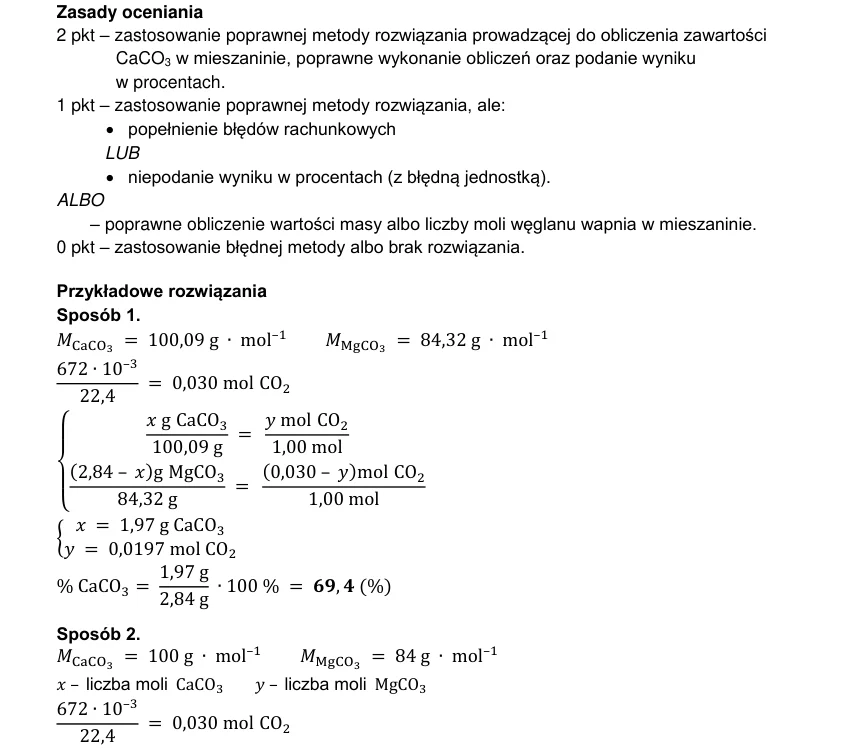 Zasady oceniania
2 pkt – zastosowanie poprawnej metody rozwiązania prowadzącej do obliczenia zawartości
CaCO₃ w mieszaninie, poprawne wykonanie obliczeń oraz podanie wyniku
w procentach.
1 pkt – zastosowanie poprawnej metody rozwiązania, ale:
• popełnienie błędów rachunkowych
LUB
• niepodanie wyniku w procentach (z błędną jednostką).
ALBO
– poprawne obliczenie wartości masy albo liczby moli węglanu wapnia w mieszaninie.
0 pkt – zastosowanie błędnej metody albo brak rozwiązania.
Przykładowe rozwiązania
Sposób 1.
M_CaCO₃ = 100,09 g · mol⁻¹ M_MgCO₃ = 84,32 g · mol⁻¹
672 · 10⁻³ / 22,4 = 0,030 mol CO₂
x g CaCO₃ / 100,09 g = y mol CO₂ / 1,00 mol
(2,84 – x)g MgCO₃ / 84,32 g = (0,030 – y)mol CO₂ / 1,00 mol
x = 1,97 g CaCO₃
y = 0,0197 mol CO₂
% CaCO₃ = 1,97 g / 2,84 g · 100 % = 69,4 (%)
Sposób 2.
M_CaCO₃ = 100 g · mol⁻¹ M_MgCO₃ = 84 g · mol⁻¹
x – liczba moli CaCO₃ y – liczba moli MgCO₃
672 · 10⁻³ / 22,4 = 0,030 mol CO₂